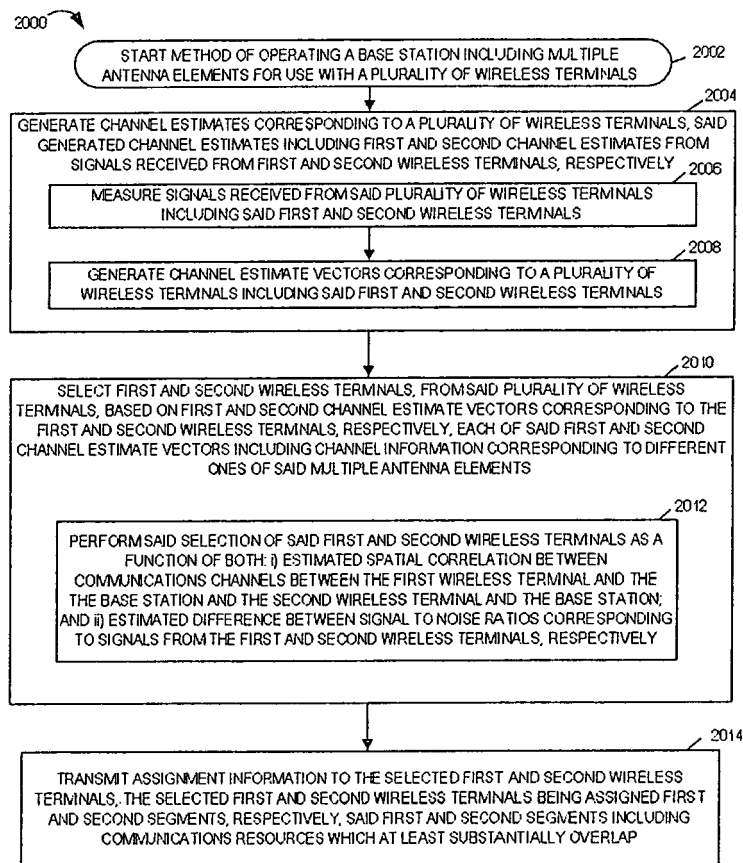 2000
START METHOD OF OPERATING A BASE STATION INCLUDING MULTIPLE
ANTENNA ELEMENTS FOR USE WITH A PLURALITY OF WIRELESS TERMINALS
2002
2004
GENERATE CHANNEL ESTIMATES CORRESPONDING TO A PLURALITY OF WIRELESS TERMINALS, SAID
GENERATED CHANNEL ESTIMATES INCLUDING FIRST AND SECOND CHANNEL ESTIMATES FROM
SIGNALS RECEIVED FROM FIRST AND SECOND WIRELESS TERMINALS, RESPECTIVELY
2006
MEASURE SIGNALS RECEIVED FROM SAID PLURALITY OF WIRELESS TERMINALS
INCLUDING SAID FIRST AND SECOND WIRELESS TERMINALS
2008
GENERATE CHANNEL ESTIMATE VECTORS CORRESPONDING TO A PLURALITY OF
WIRELESS TERMINALS INCLUDING SAID FIRST AND SECOND WIRELESS TERMINALS
2010
SELECT FIRST AND SECOND WIRELESS TERMINALS, FROM SAID PLURALITY OF WIRELESS
TERMINALS, BASED ON FIRST AND SECOND CHANNEL ESTIMATE VECTORS CORRESPONDING TO THE
FIRST AND SECOND WIRELESS TERMINALS, RESPECTIVELY, EACH OF SAID FIRST AND SECOND
CHANNEL ESTIMATE VECTORS INCLUDING CHANNEL INFORMATION CORRESPONDING TO DIFFERENT
ONES OF SAID MULTIPLE ANTENNA ELEMENTS
2012
PERFORM SAID SELECTION OF SAID FIRST AND SECOND WIRELESS TERMINALS AS A
FUNCTION OF BOTH: i) ESTIMATED SPATIAL CORRELATION BETWEEN
COMMUNICATIONS CHANNELS BETWEEN THE FIRST WIRELESS TERMINAL AND THE
THE BASE STATION AND THE SECOND WIRELESS TERMINAL AND THE BASE STATION;
AND ii) ESTIMATED DIFFERENCE BETWEEN SIGNAL TO NOISE RATIOS CORRESPONDING
TO SIGNALS FROM THE FIRST AND SECOND WIRELESS TERMINALS, RESPECTIVELY
2014
TRANSMIT ASSIGNMENT INFORMATION TO THE SELECTED FIRST AND SECOND WIRELESS
TERMINALS, THE SELECTED FIRST AND SECOND WIRELESS TERMINALS BEING ASSIGNED FIRST
AND SECOND SEGMENTS, RESPECTIVELY, SAID FIRST AND SECOND SEGMENTS INCLUDING
COMMUNICATIONS RESOURCES WHICH AT LEAST SUBSTANTIALLY OVERLAP